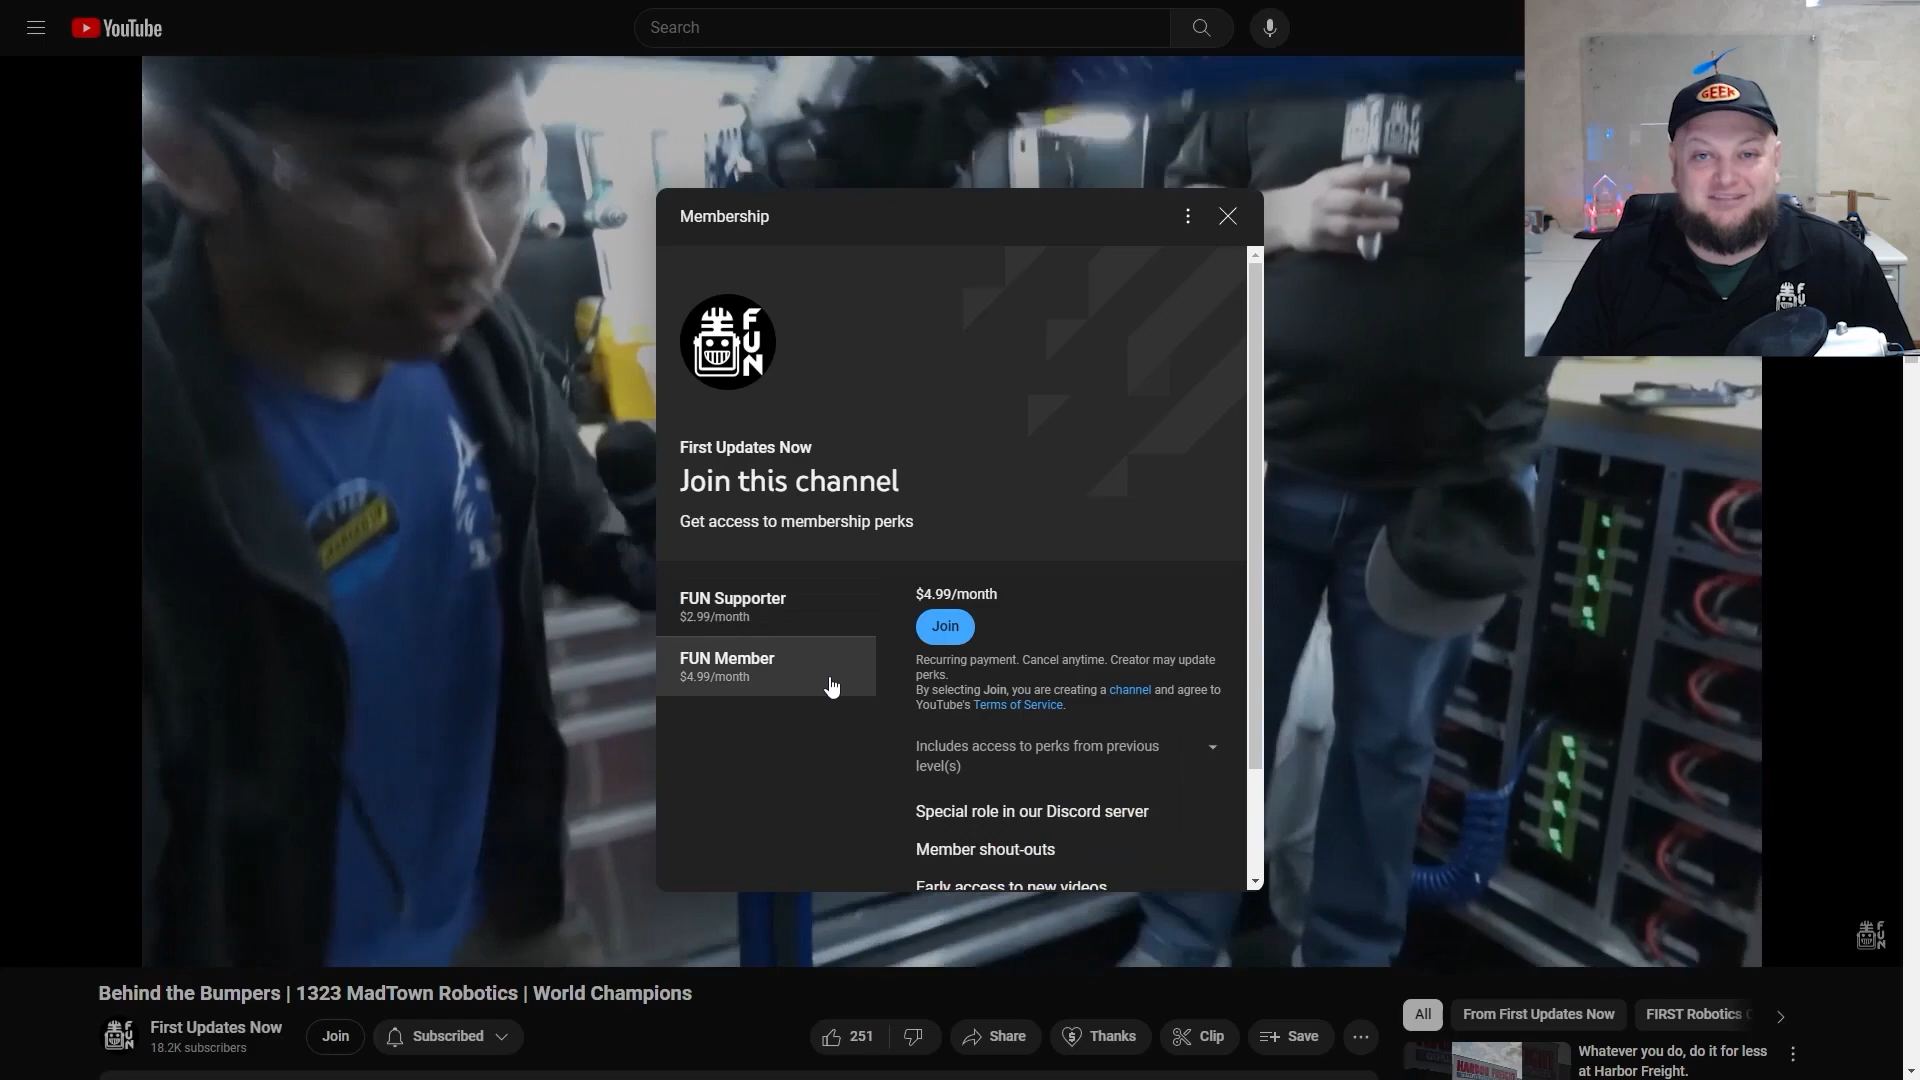 YouTube
Search
GEEK
Membership
FUN
First Updates Now
Join this channel
Get access to membership perks
FUN Supporter
$2.99/month
FUN Member
$4.99/month
$4.99/month
Join
Recurring payment. Cancel anytime. Creator may update
perks.
By selecting Join, you are creating a channel and agree to
YouTube's Terms of Service.
Includes access to perks from previous
level(s)
Special role in our Discord server
Member shout-outs
Early access to new videos
FUN
Behind the Bumpers | 1323 MadTown Robotics | World Champions
First Updates Now
18.2K subscribers
Join
Subscribed
251
Share
Thanks
Clip
Save
All
From First Updates Now
FIRST Robotics C
Whatever you do, do it for less
at Harbor Freight.